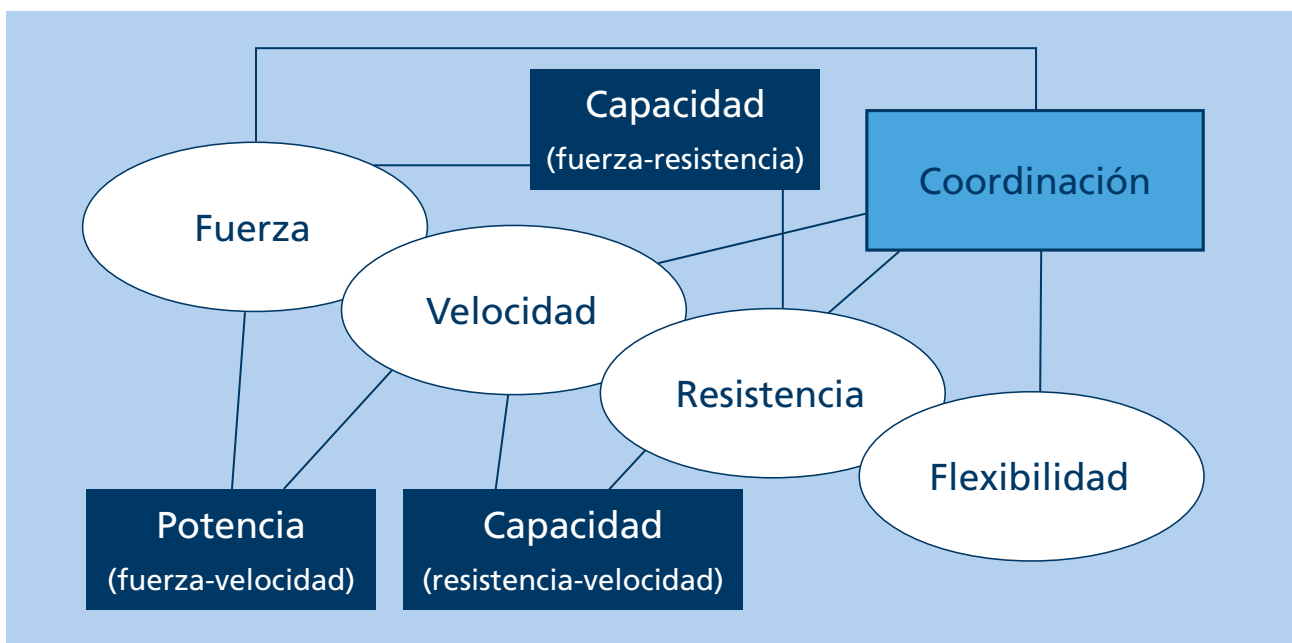 Capacidad
(fuerza-resistencia)
Coordinación
Fuerza
Velocidad
Resistencia
Flexibilidad
Potencia
(fuerza-velocidad)
Capacidad
(resistencia-velocidad)